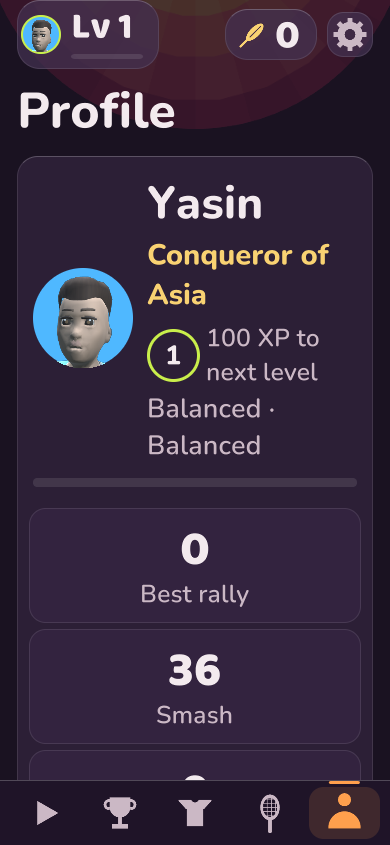 Lv 1
0
Profile
Yasin
Conqueror of
Asia
1
100 XP to
next level
Balanced ·
Balanced
0
Best rally
36
Smash